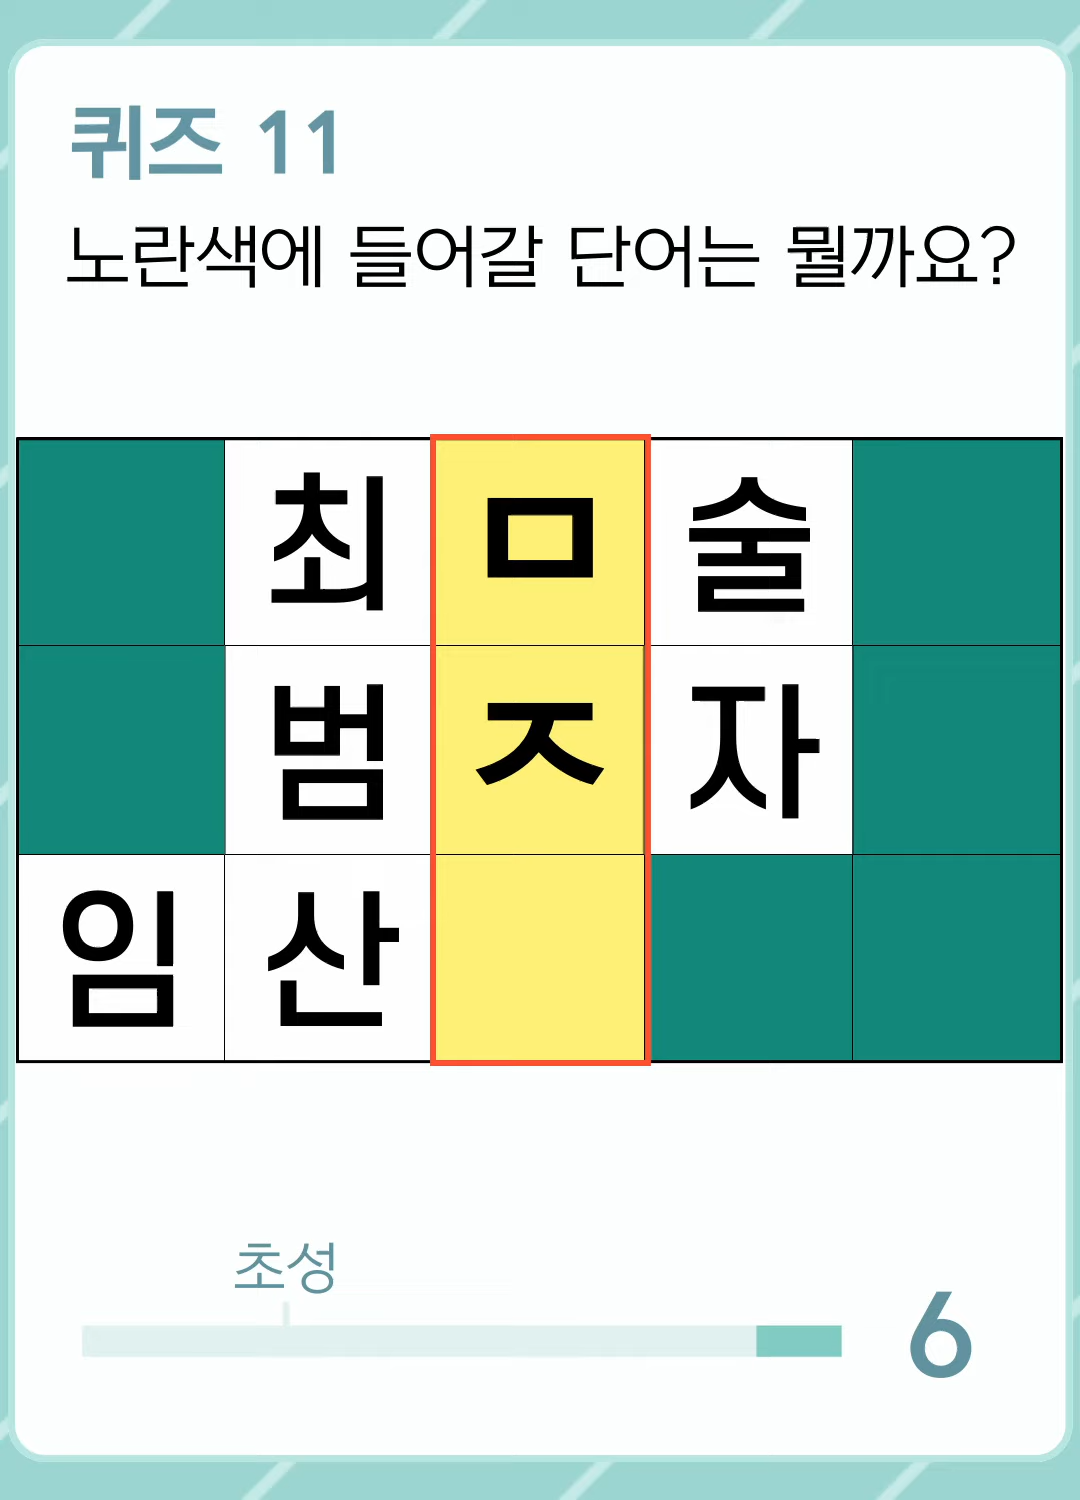 퀴즈 11
노란색에 들어갈 단어는 뭘까요?
최 ㅁ 술
범 ㅈ 자
임 산
초성
6